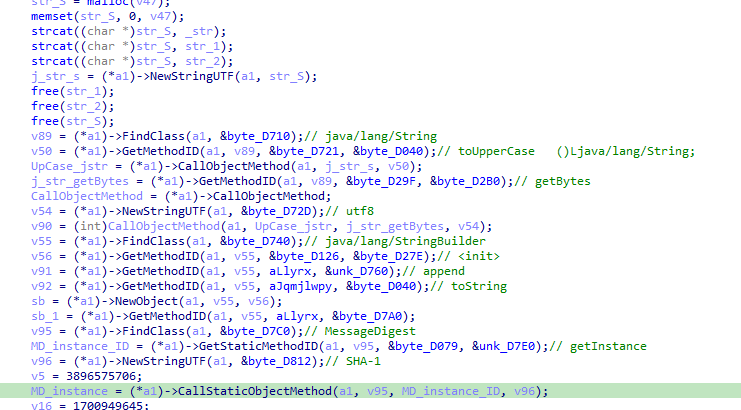 str_S = malloc(v47);
memset(str_S, 0, v47);
strcat((char *)str_S, _str);
strcat((char *)str_S, str_1);
strcat((char *)str_S, str_2);
j_str_s = (*a1)->NewStringUTF(a1, str_S);
free(str_1);
free(str_2);
free(str_S);
v89 = (*a1)->FindClass(a1, &byte_D710);// java/lang/String
v50 = (*a1)->GetMethodID(a1, v89, &byte_D721, &byte_D040);// toUpperCase   ()Ljava/lang/String;
UpCase_jstr = (*a1)->CallObjectMethod(a1, j_str_s, v50);
j_str_getBytes = (*a1)->GetMethodID(a1, v89, &byte_D29F, &byte_D2B0);// getBytes
CallObjectMethod = (*a1)->CallObjectMethod;
v54 = (*a1)->NewStringUTF(a1, &byte_D72D);// utf8
v90 = (int)CallObjectMethod(a1, UpCase_jstr, j_str_getBytes, v54);
v55 = (*a1)->FindClass(a1, &byte_D740);// java/lang/StringBuilder
v56 = (*a1)->GetMethodID(a1, v55, &byte_D126, &byte_D27E);// <init>
v91 = (*a1)->GetMethodID(a1, v55, aLlyrx, &unk_D760);// append
v92 = (*a1)->GetMethodID(a1, v55, aJqmjlwpy, &byte_D040);// toString
sb = (*a1)->NewObject(a1, v55, v56);
sb_1 = (*a1)->GetMethodID(a1, v55, aLlyrx, &byte_D7A0);
v95 = (*a1)->FindClass(a1, &byte_D7C0);// MessageDigest
MD_instance_ID = (*a1)->GetStaticMethodID(a1, v95, &byte_D079, &unk_D7E0);// getInstance
v96 = (*a1)->NewStringUTF(a1, &byte_D812);// SHA-1
v5 = 3896575706;
MD_instance = (*a1)->CallStaticObjectMethod(a1, v95, MD_instance_ID, v96);
v16 = 1700949645;